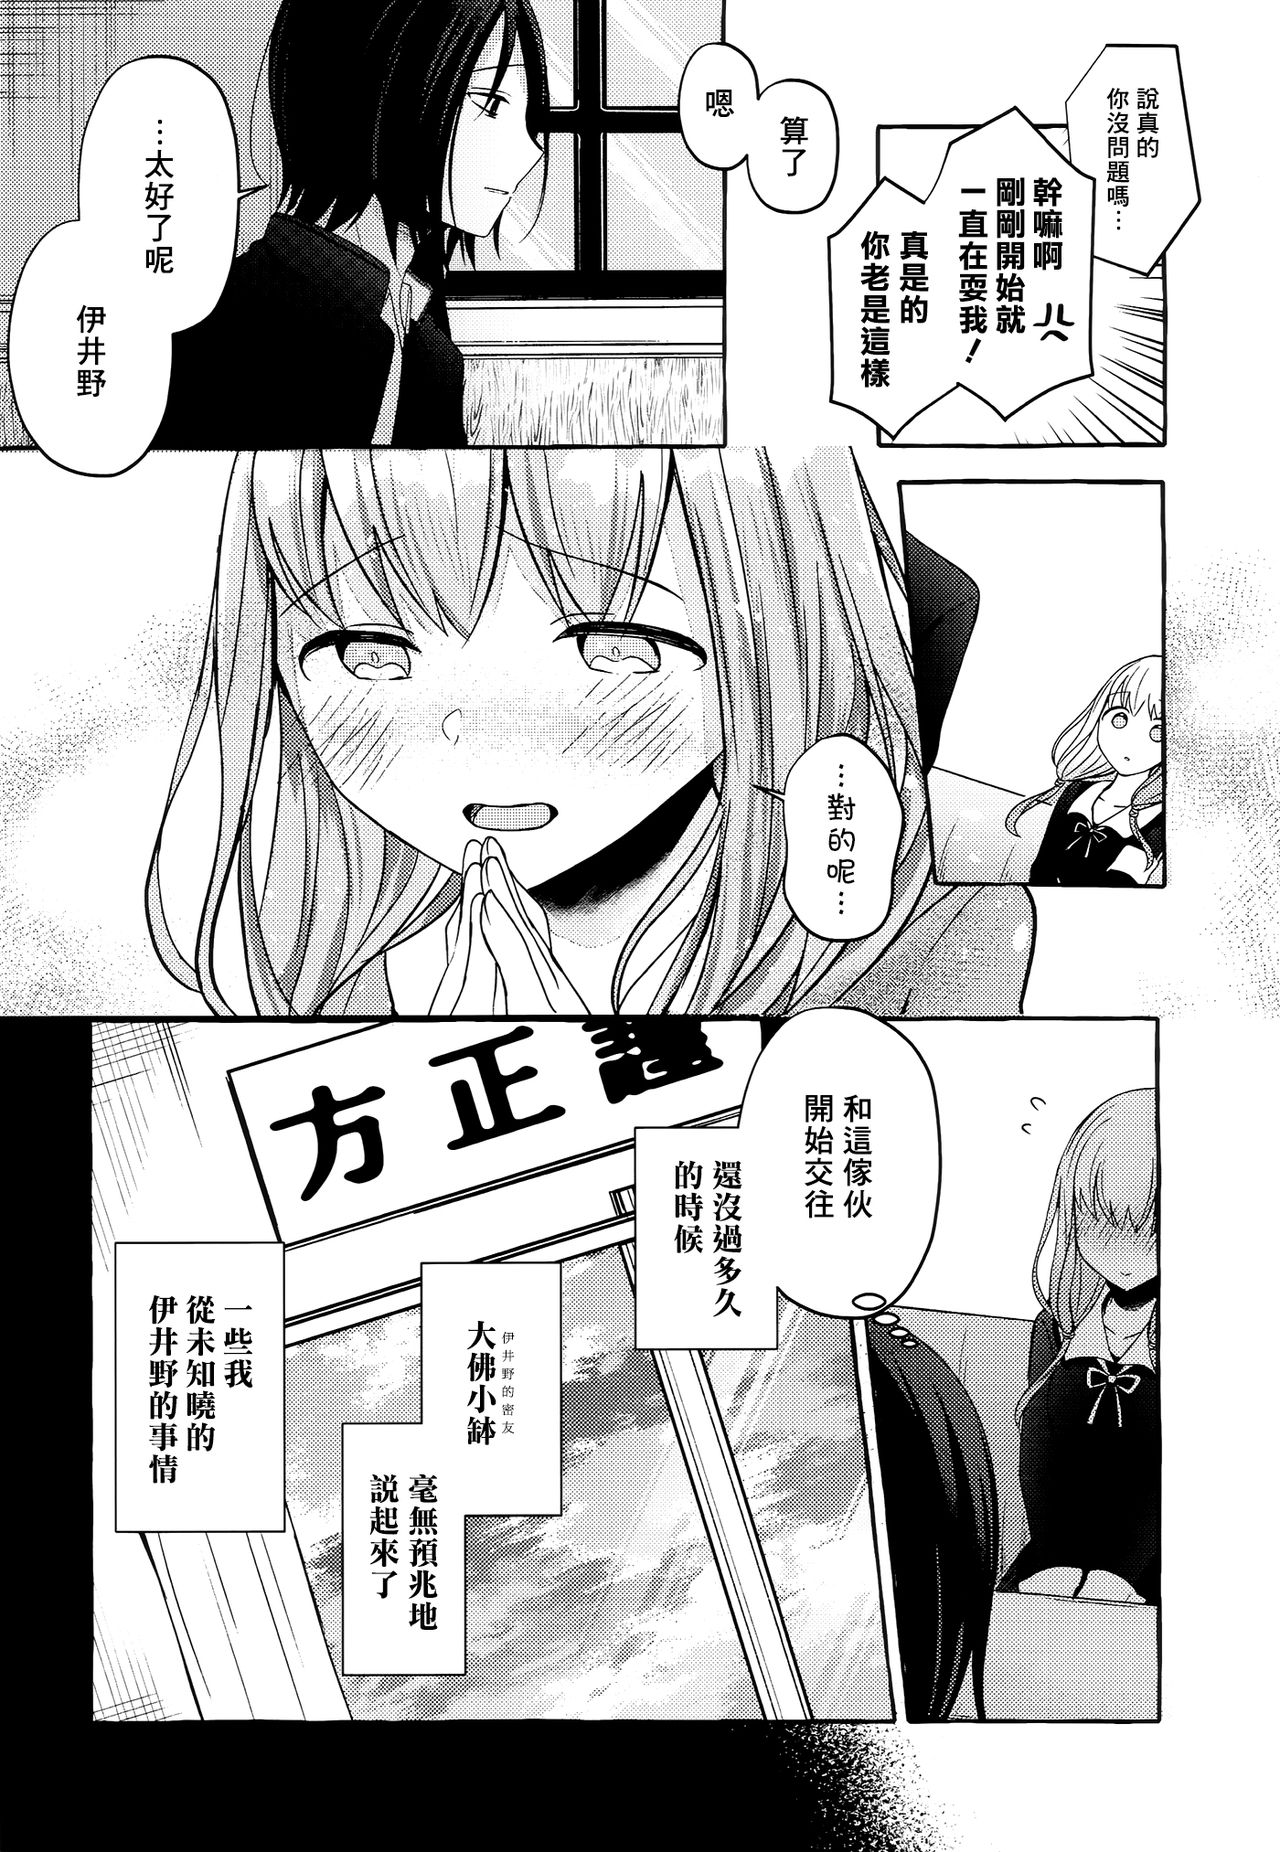 說真的
你沒問題嗎…
幹嘛啊
剛剛開始就
一直在耍我!
真是的
你老是這樣
算了
嗯
…太好了呢
伊井野
…對的呢…
和這傢伙
開始交往
還沒過多久
的時候
方正
伊井野的密友
大佛小鉢
毫無預兆地
説起來了
一些我
從未知曉的
伊井野的事情